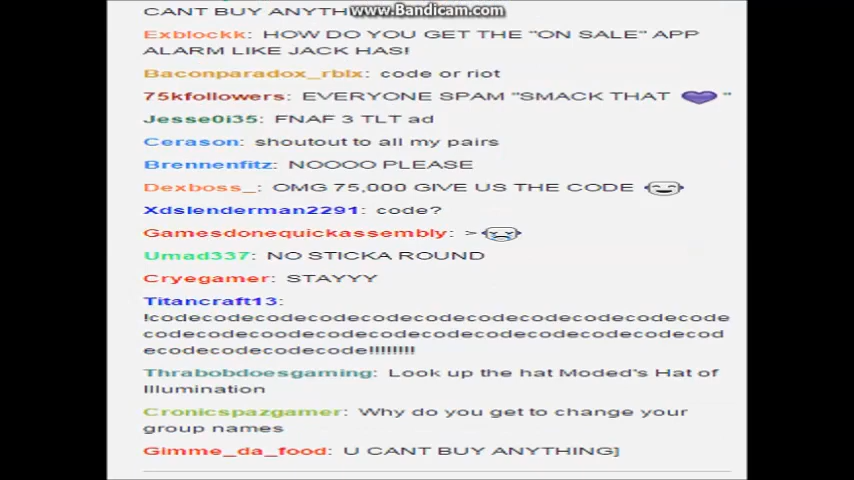 www.Bandicam.com
CANT BUY ANYTH
Exblockk: HOW DO YOU GET THE "ON SALE" APP
ALARM LIKE JACK HAS!
Baconparadox_rblx: code or riot
75kfollowers: EVERYONE SPAM "SMACK THAT 💜 "
Jesse0i35: FNAF 3 TLT ad
Cerason: shoutout to all my pairs
Brennenfitz: NOOOO PLEASE
Dexboss_: OMG 75,000 GIVE US THE CODE
Xdslenderman2291: code?
Gamesdonequickassembly: >
Umad337: NO STICKA ROUND
Cryegamer: STAYYY
Titancraft13:
!codecodecodecodecodecodecodecodecodecodecode
codecodecoodecodecodecodecodecodecodecodecod
ecodecodecodecode!!!!!!!!
Thrabobdoesgaming: Look up the hat Moded's Hat of
Illumination
Cronicspazgamer: Why do you get to change your
group names
Gimme_da_food: U CANT BUY ANYTHING]